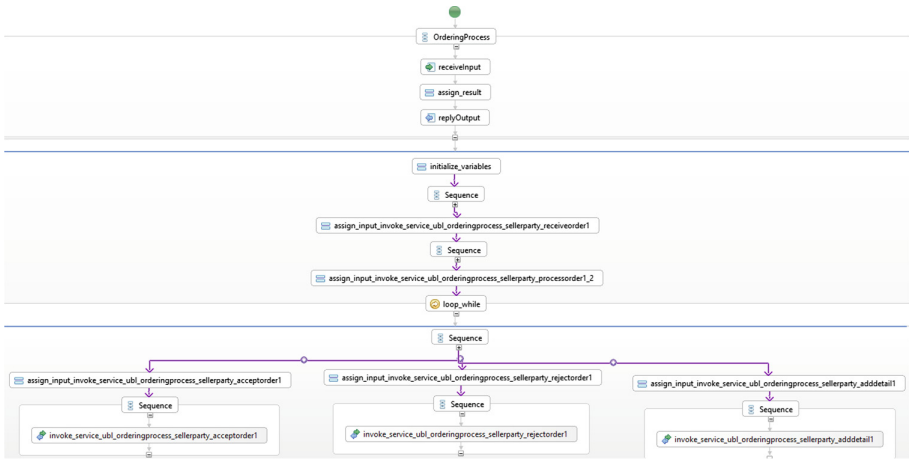 OrderingProcess
receiveInput
assign_result
replyOutput
initialize_variables
Sequence
assign_input_invoke_service_ubl_orderingprocess_sellerparty_receiveorder1
Sequence
assign_input_invoke_service_ubl_orderingprocess_sellerparty_processorder1_2
loop_while
Sequence
assign_input_invoke_service_ubl_orderingprocess_sellerparty_acceptorder1
assign_input_invoke_service_ubl_orderingprocess_sellerparty_rejectorder1
assign_input_invoke_service_ubl_orderingprocess_sellerparty_adddetail1
Sequence
Sequence
Sequence
invoke_service_ubl_orderingprocess_sellerparty_acceptorder1
invoke_service_ubl_orderingprocess_sellerparty_rejectorder1
invoke_service_ubl_orderingprocess_sellerparty_adddetail1